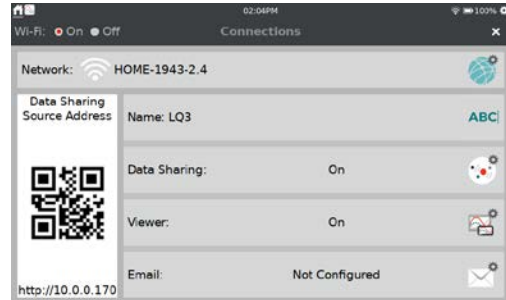 02:04PM 100%
Wi-Fi: On Off Connections
Network: HOME-1943-2.4
Data Sharing
Source Address
Name: LQ3 ABC
Data Sharing: On
Viewer: On
Email: Not Configured
http://10.0.0.170